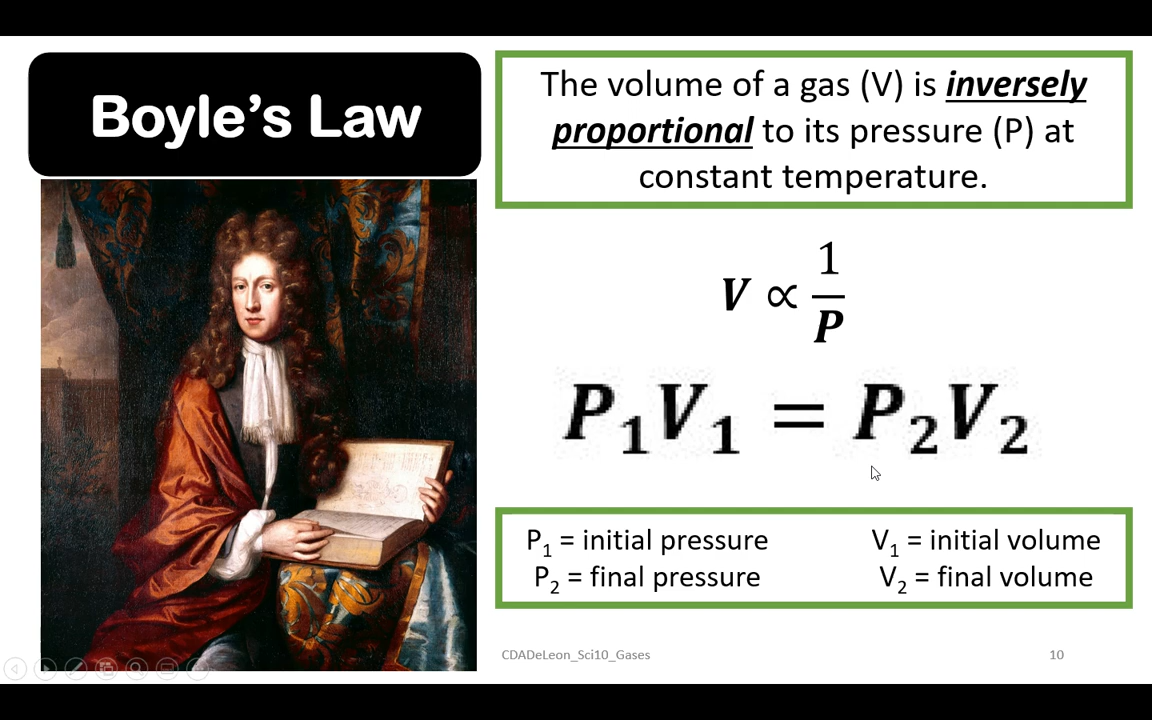 Boyle's Law
The volume of a gas (V) is inversely
proportional to its pressure (P) at
constant temperature.
V ∝ 1/P
P₁V₁ = P₂V₂
P₁ = initial pressure V₁ = initial volume
P₂ = final pressure V₂ = final volume
CDADeLeon_Sci10_Gases 10